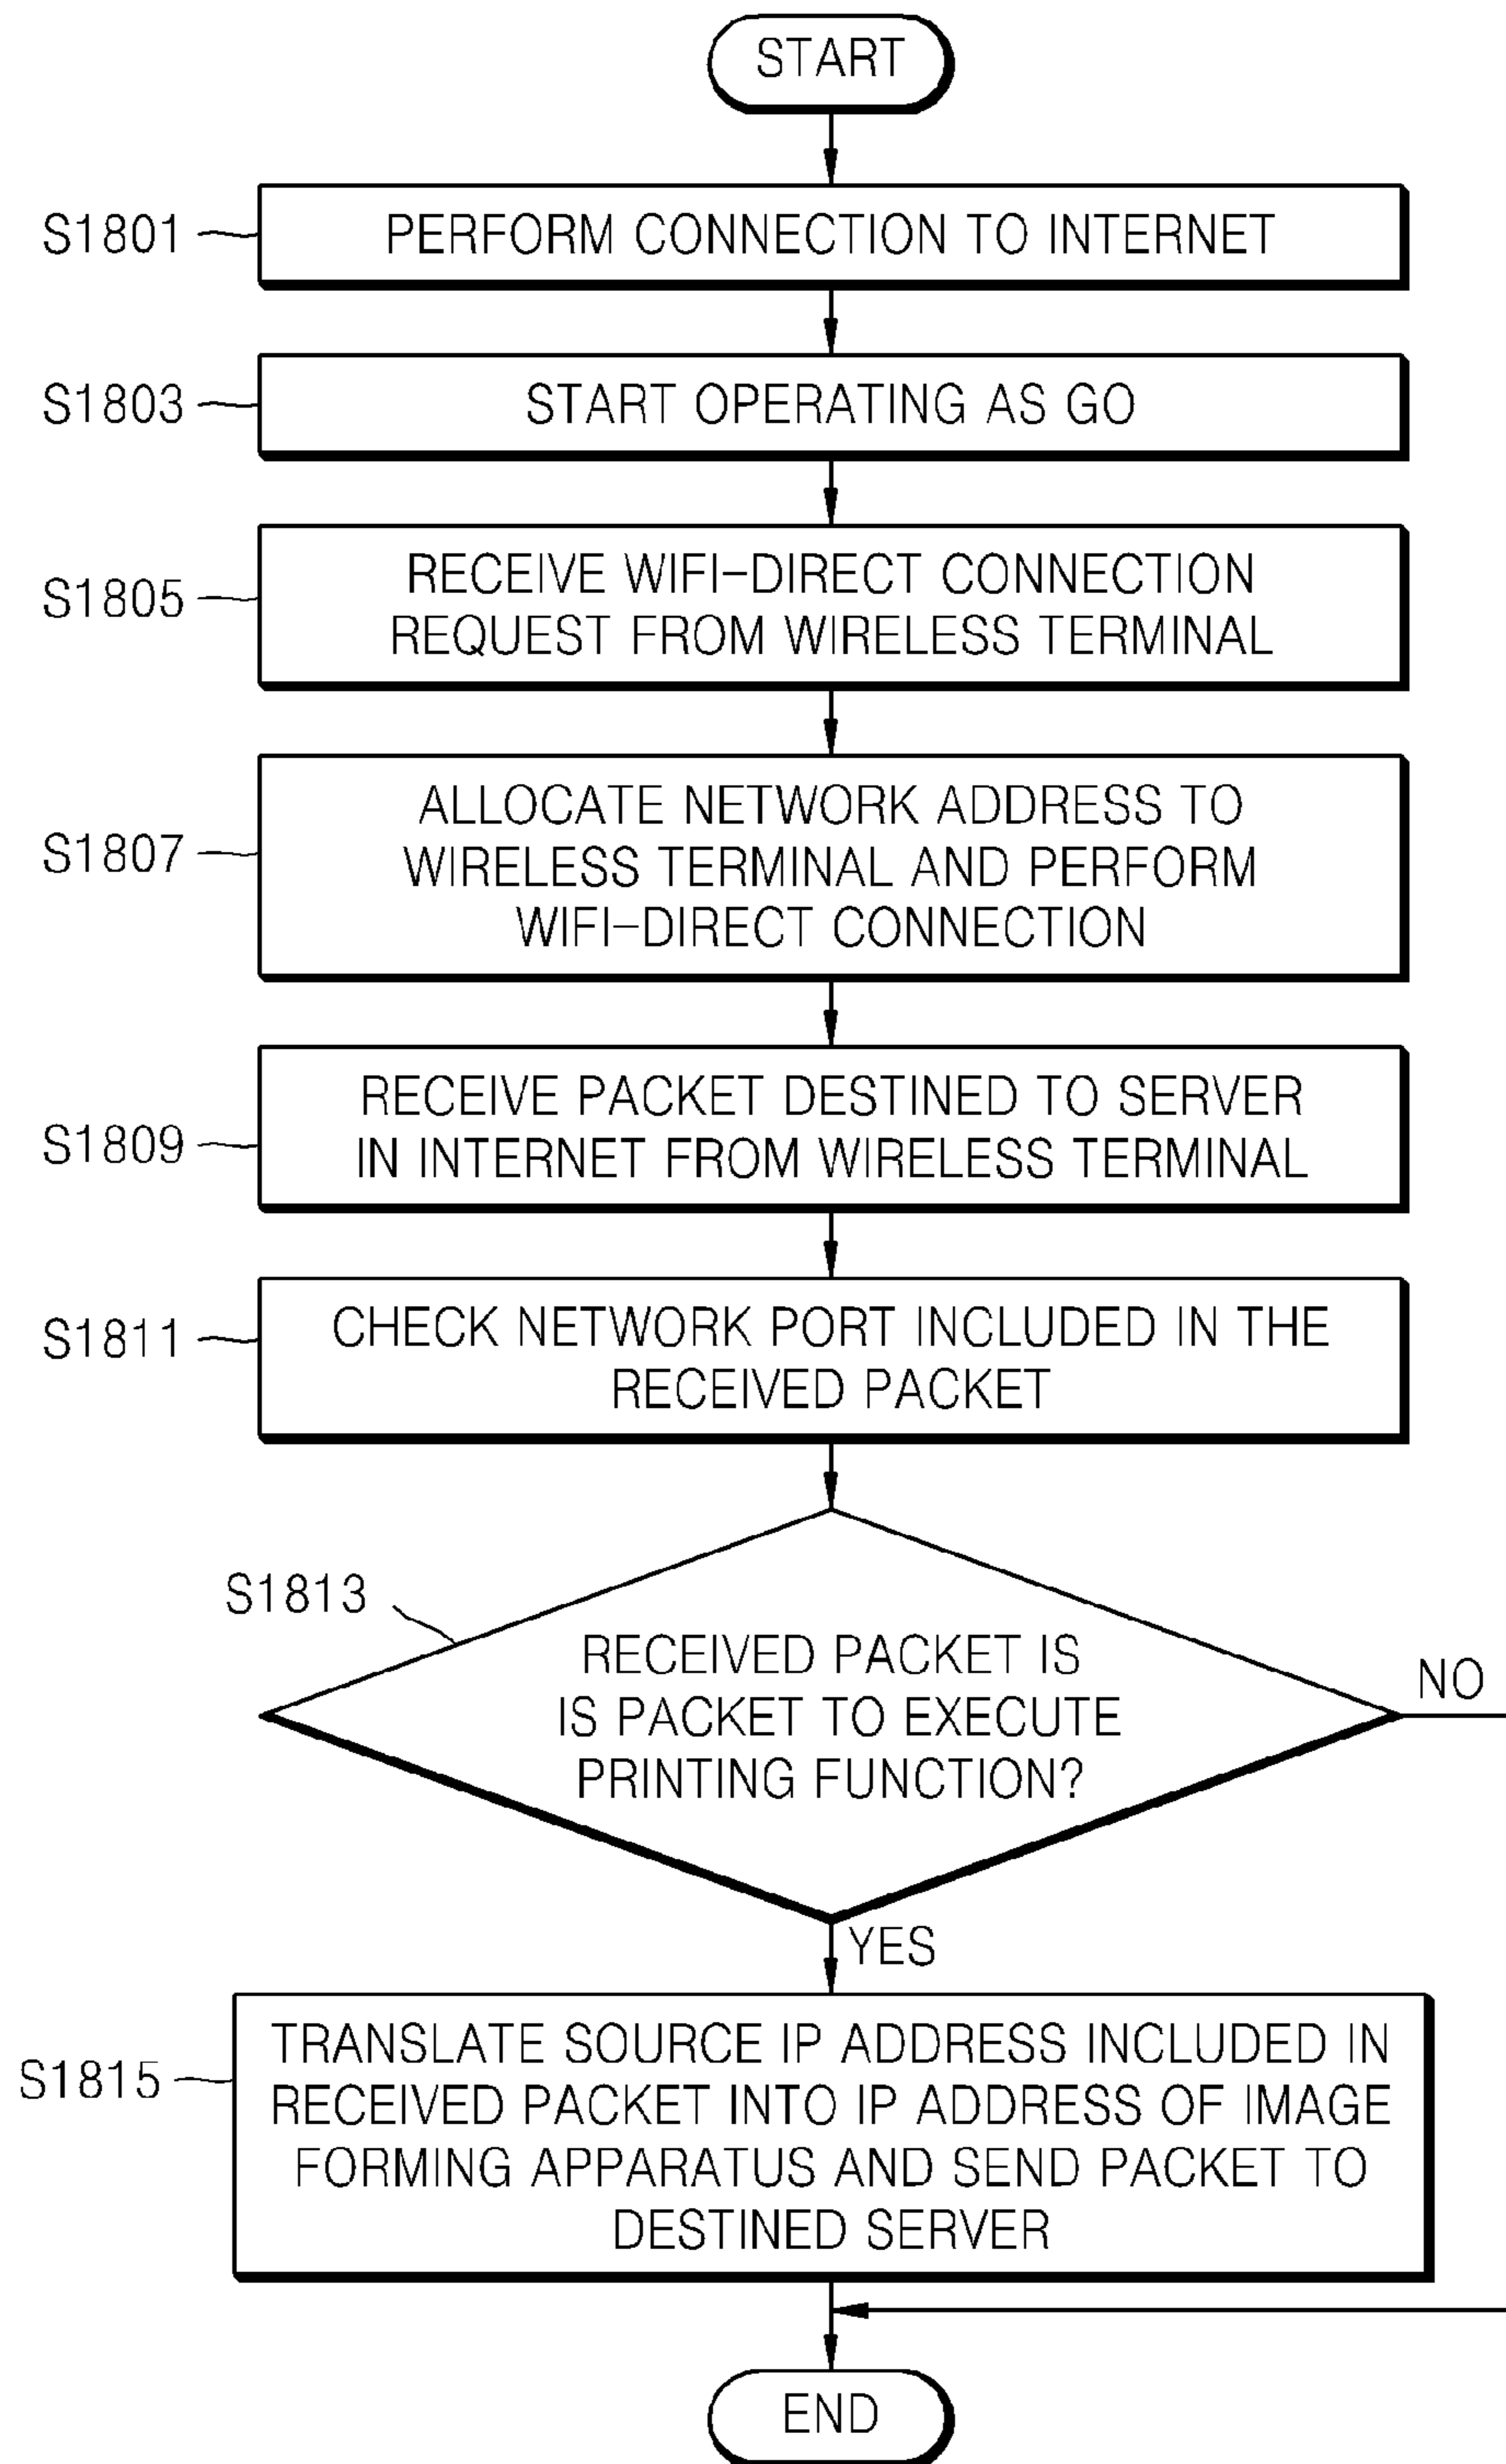 START
S1801
PERFORM CONNECTION TO INTERNET
S1803
START OPERATING AS GO
S1805
RECEIVE WIFI-DIRECT CONNECTION
REQUEST FROM WIRELESS TERMINAL
S1807
ALLOCATE NETWORK ADDRESS TO
WIRELESS TERMINAL AND PERFORM
WIFI-DIRECT CONNECTION
S1809
RECEIVE PACKET DESTINED TO SERVER
IN INTERNET FROM WIRELESS TERMINAL
S1811
CHECK NETWORK PORT INCLUDED IN THE
RECEIVED PACKET
S1813
RECEIVED PACKET IS
IS PACKET TO EXECUTE
PRINTING FUNCTION?
NO
YES
S1815
TRANSLATE SOURCE IP ADDRESS INCLUDED IN
RECEIVED PACKET INTO IP ADDRESS OF IMAGE
FORMING APPARATUS AND SEND PACKET TO
DESTINED SERVER
END